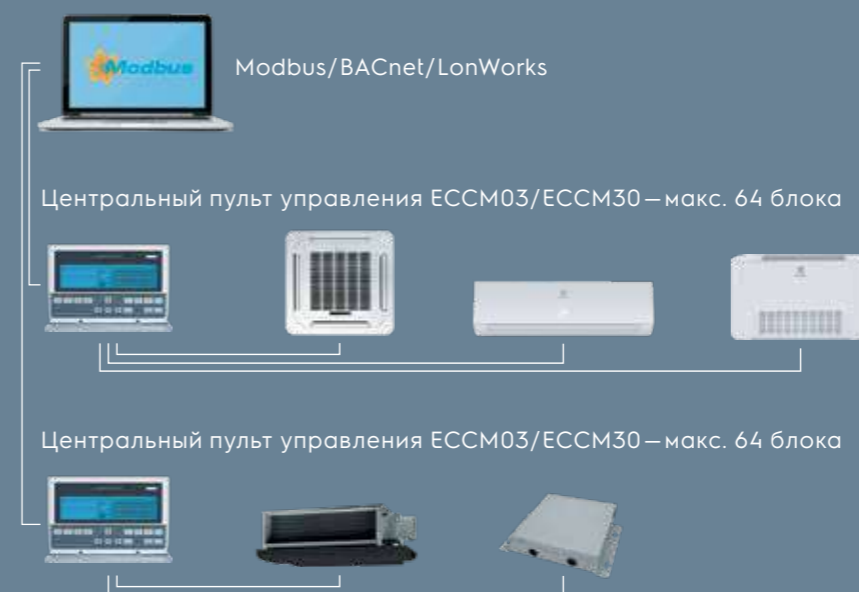 Modbus
Modbus/BACnet/LonWorks
Центральный пульт управления ECCM03/ECCM30—макс. 64 блока
Центральный пульт управления ECCM03/ECCM30—макс. 64 блока